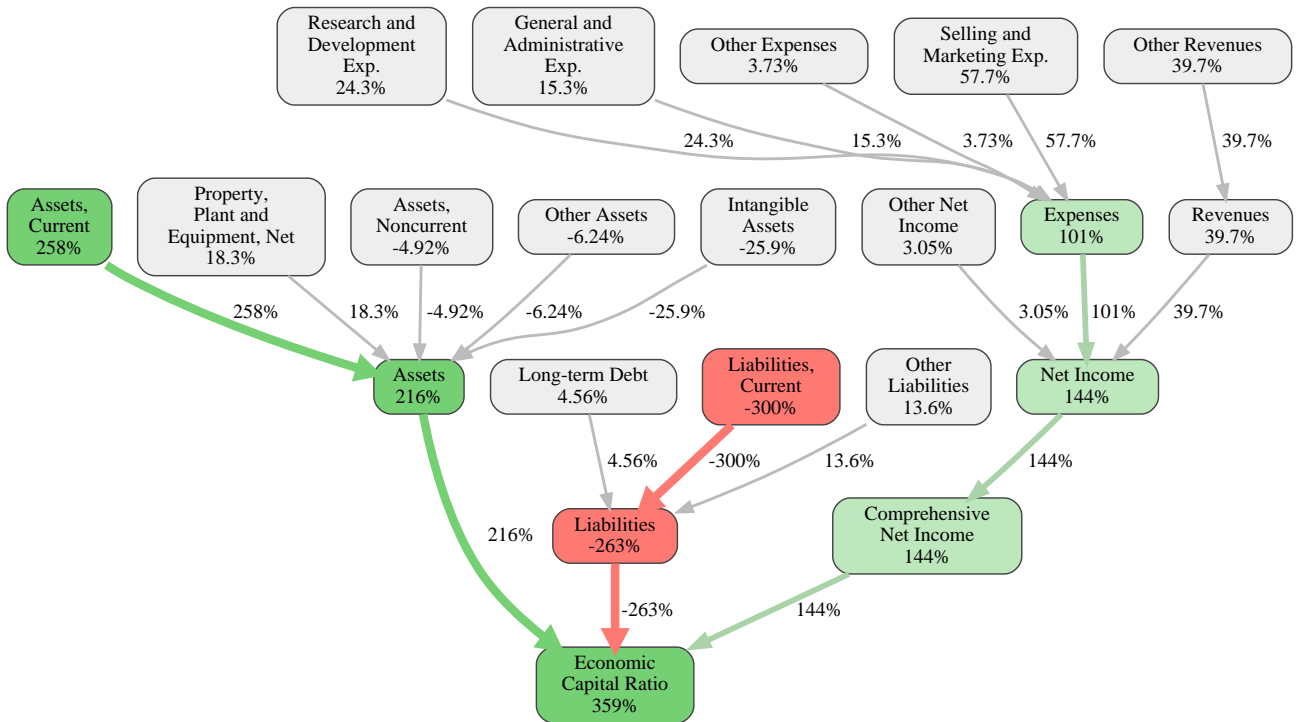 Research and
Development
Exp.
24.3%
General and
Administrative
Exp.
15.3%
Other Expenses
3.73%
Selling and
Marketing Exp.
57.7%
Other Revenues
39.7%
24.3%
15.3%
3.73%
57.7%
39.7%
Assets,
Current
258%
Property,
Plant and
Equipment, Net
18.3%
Assets,
Noncurrent
-4.92%
Other Assets
-6.24%
Intangible
Assets
-25.9%
Other Net
Income
3.05%
Expenses
101%
Revenues
39.7%
258%
18.3%
-4.92%
-6.24%
-25.9%
3.05%
101%
39.7%
Assets
216%
Long-term Debt
4.56%
Liabilities,
Current
-300%
Other
Liabilities
13.6%
Net Income
144%
4.56%
-300%
13.6%
144%
216%
Liabilities
-263%
Comprehensive
Net Income
144%
-263%
144%
Economic
Capital Ratio
359%